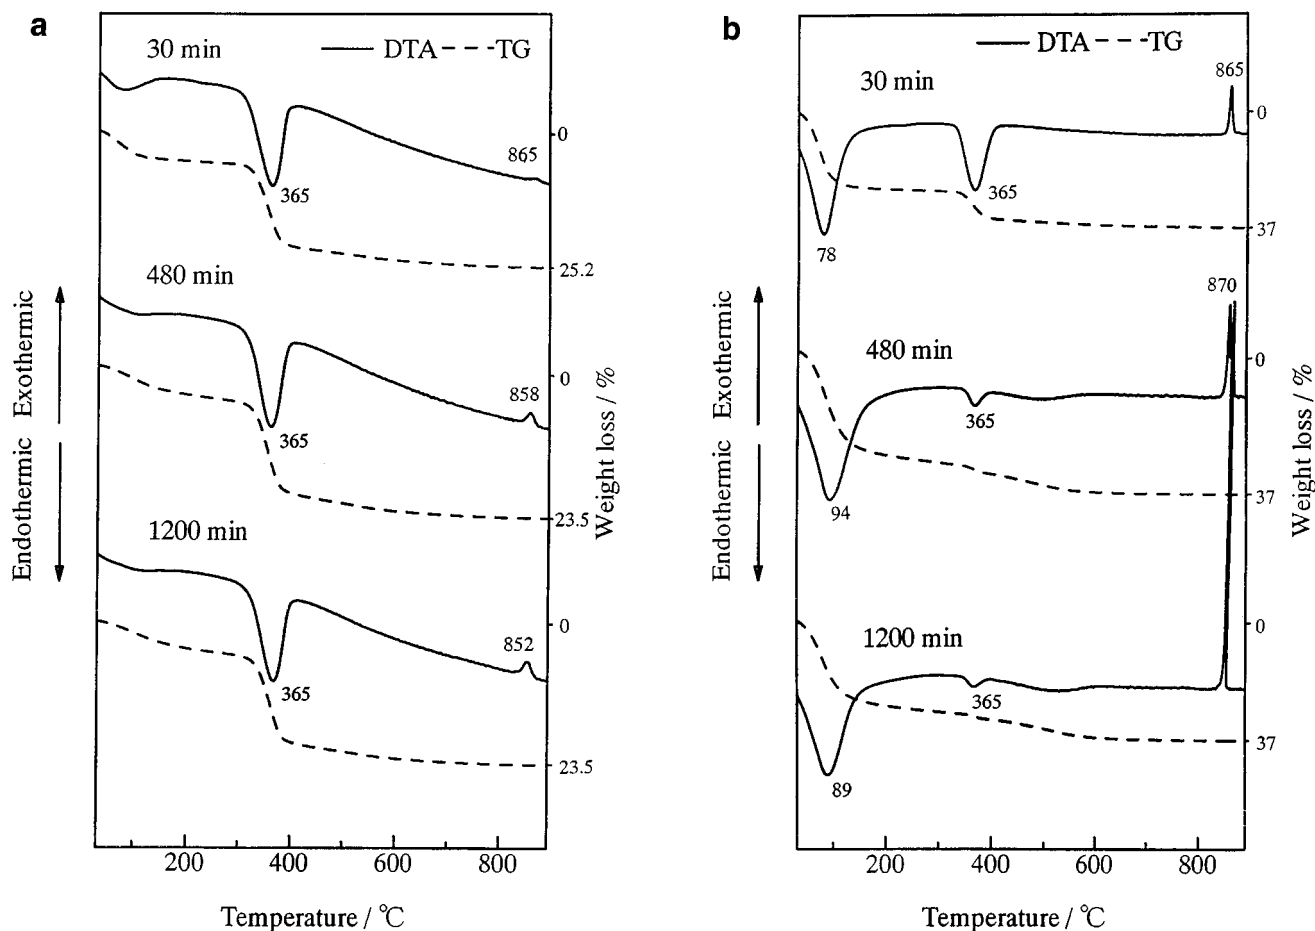 a
30 min
DTA
TG
0
865
365
25.2
480 min
0
858
365
23.5
1200 min
0
852
365
23.5
Exothermic
Endothermic
Weight loss / %
200
400
600
800
Temperature / ℃
b
DTA
TG
30 min
865
0
365
78
37
870
480 min
0
365
94
37
1200 min
0
365
89
37
Exothermic
Endothermic
Weight loss / %
200
400
600
800
Temperature / ℃